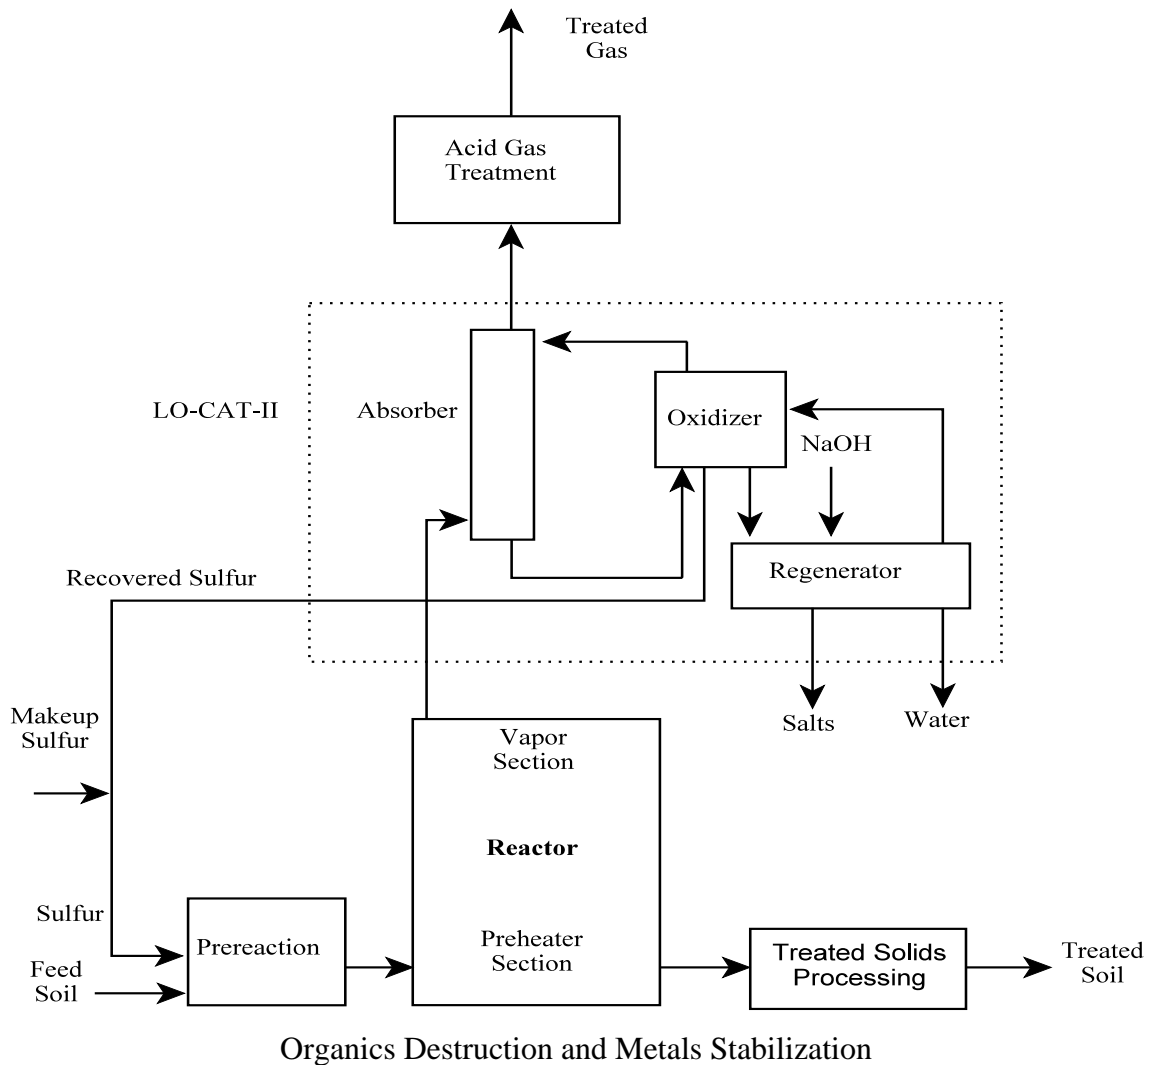 Treated
Gas
Acid Gas
Treatment
LO-CAT-II
Absorber
Oxidizer
NaOH
Regenerator
Recovered Sulfur
Makeup
Sulfur
Salts
Water
Vapor
Section
Reactor
Sulfur
Prereaction
Preheater
Section
Feed
Soil
Treated Solids
Processing
Treated
Soil
Organics Destruction and Metals Stabilization